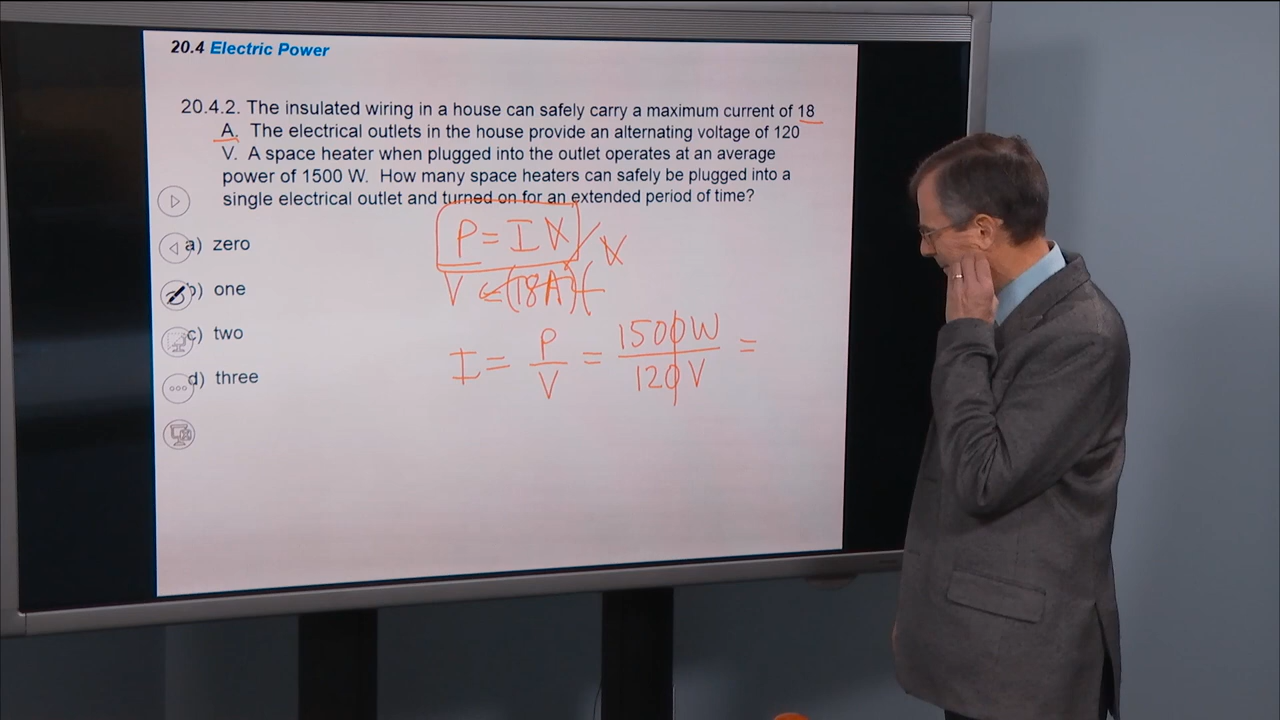 20.4 Electric Power
20.4.2. The insulated wiring in a house can safely carry a maximum current of 18
A. The electrical outlets in the house provide an alternating voltage of 120
V. A space heater when plugged into the outlet operates at an average
power of 1500 W. How many space heaters can safely be plugged into a
single electrical outlet and turned on for an extended period of time?
a) zero
b) one
c) two
d) three
P = I V / V
V (18A)(
I = P/V = 1500W/120V =